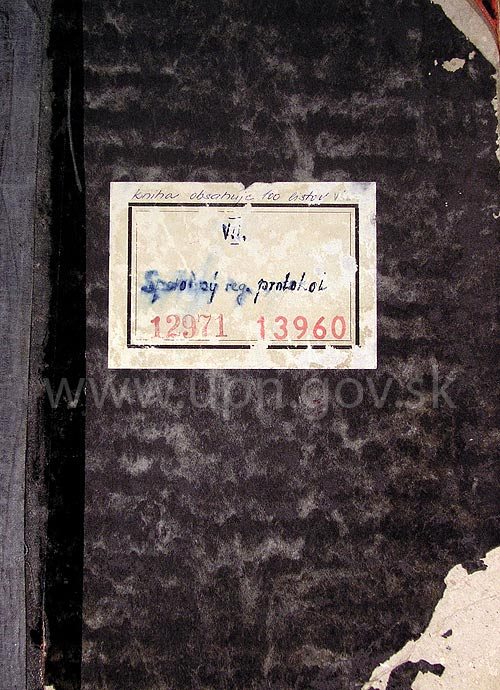 kniha obsahuje 100 listov
VII.
Spoločný reg. protokol
12971 13960
www.upn.gov.sk